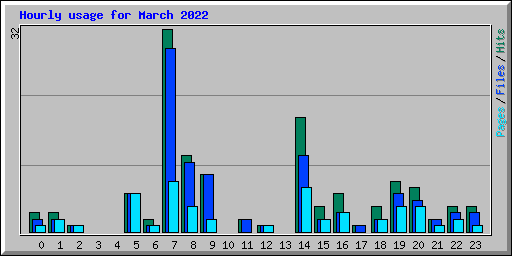 Hourly usage for March 2022
32
Pages/Files/Hits
0 1 2 3 4 5 6 7 8 9 10 11 12 13 14 15 16 17 18 19 20 21 22 23